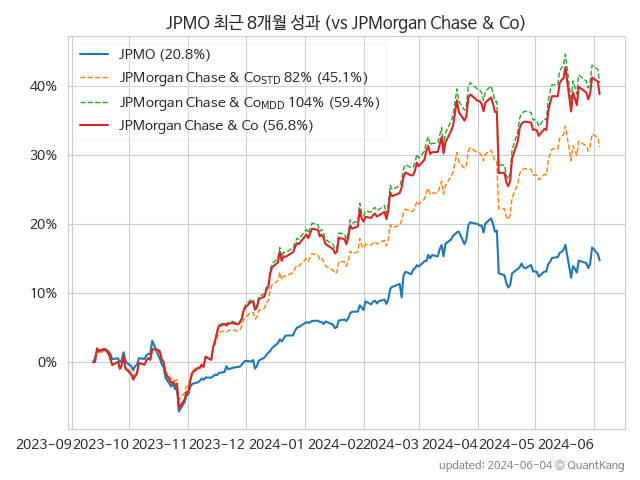 JPMO 최근 8개월 성과 (vs JPMorgan Chase & Co)
JPMO (20.8%)
JPMorgan Chase & CoSTD 82% (45.1%)
JPMorgan Chase & CoMDD 104% (59.4%)
JPMorgan Chase & Co (56.8%)
40%
30%
20%
10%
0%
2023-09 2023-10 2023-11 2023-12 2024-01 2024-02 2024-03 2024-04 2024-05 2024-06
updated: 2024-06-04 © QuantKang